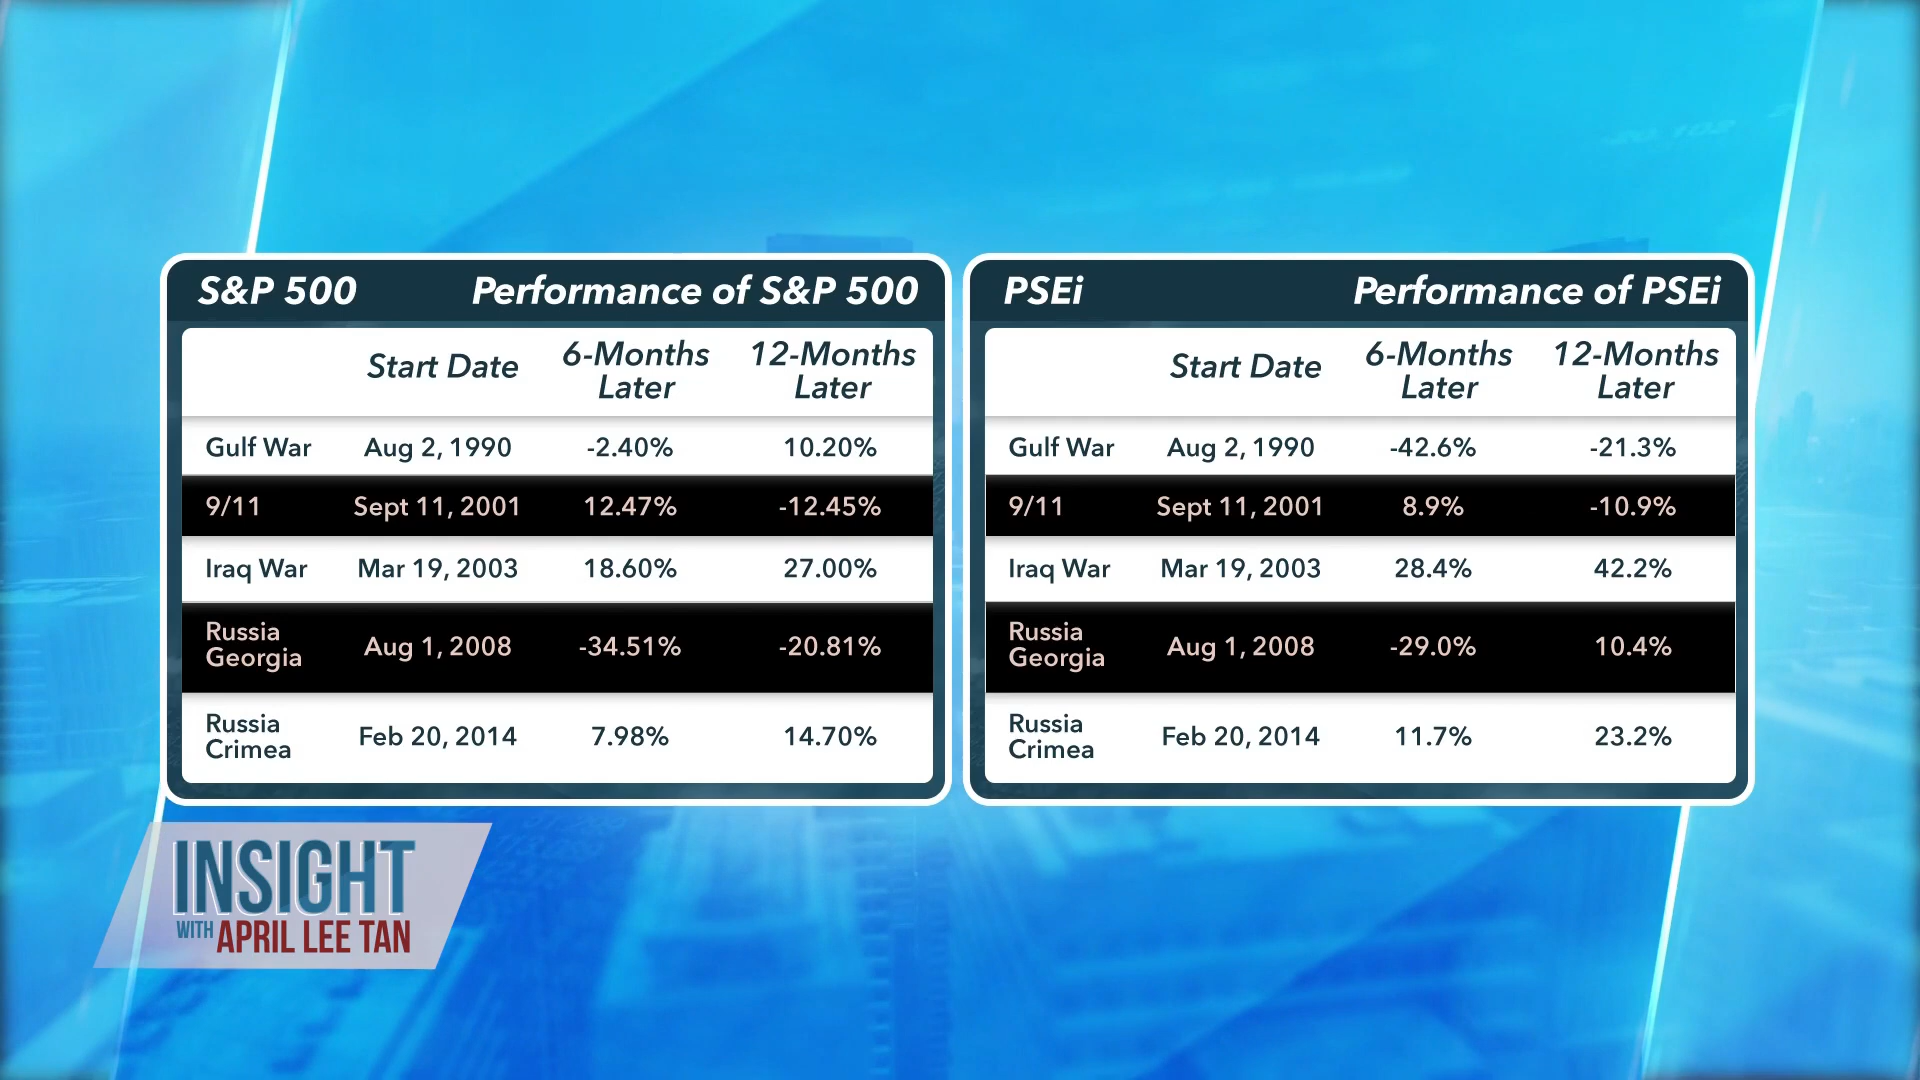 S&P 500 Performance of S&P 500
Start Date 6-Months Later 12-Months Later
Gulf War Aug 2, 1990 -2.40% 10.20%
9/11 Sept 11, 2001 12.47% -12.45%
Iraq War Mar 19, 2003 18.60% 27.00%
Russia Georgia Aug 1, 2008 -34.51% -20.81%
Russia Crimea Feb 20, 2014 7.98% 14.70%
PSEi Performance of PSEi
Start Date 6-Months Later 12-Months Later
Gulf War Aug 2, 1990 -42.6% -21.3%
9/11 Sept 11, 2001 8.9% -10.9%
Iraq War Mar 19, 2003 28.4% 42.2%
Russia Georgia Aug 1, 2008 -29.0% 10.4%
Russia Crimea Feb 20, 2014 11.7% 23.2%
INSIGHT
WITH APRIL LEE TAN